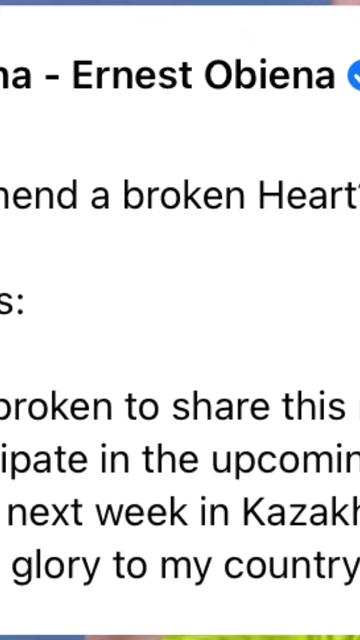 na - Ernest Obiena
mend a broken Heart?
s:
broken to share this
ipate in the upcomin
next week in Kazakh
glory to my country